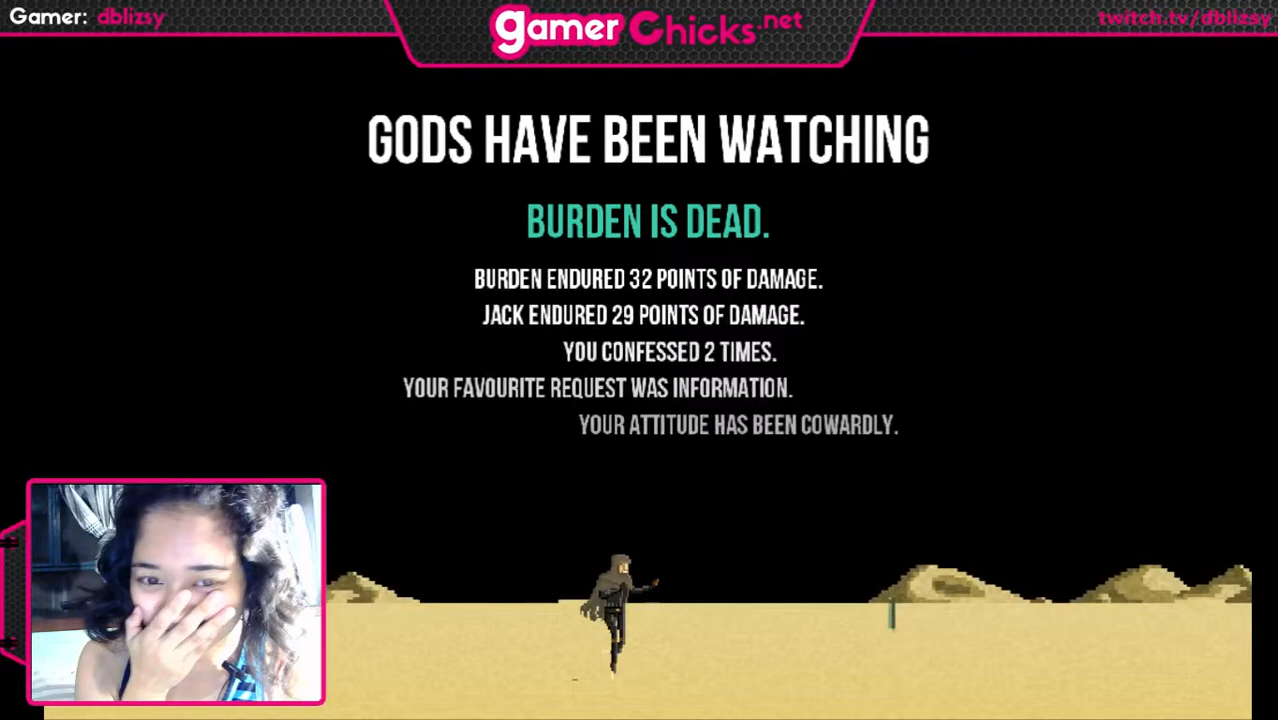 Gamer: dblizsy
gamerChicks.net
twitch.tv/dblizsy
GODS HAVE BEEN WATCHING
BURDEN IS DEAD.
BURDEN ENDURED 32 POINTS OF DAMAGE.
JACK ENDURED 29 POINTS OF DAMAGE.
YOU CONFESSED 2 TIMES.
YOUR FAVOURITE REQUEST WAS INFORMATION.
YOUR ATTITUDE HAS BEEN COWARDLY.